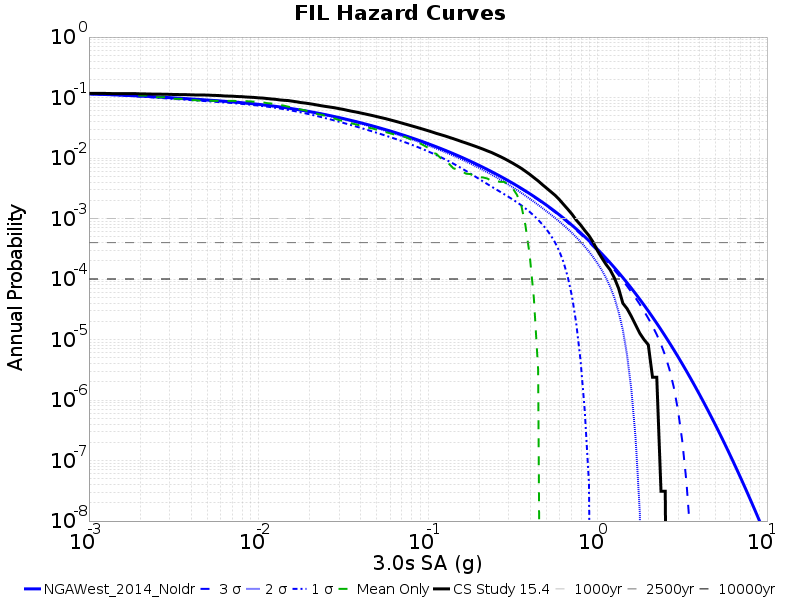 FIL Hazard Curves
10^0
10^-1
10^-2
10^-3
10^-4
10^-5
10^-6
10^-7
10^-8
Annual Probability
10^-3 10^-2 10^-1 10^0 10^1
3.0s SA (g)
NGAWest_2014_NoIdr 3 σ 2 σ 1 σ Mean Only CS Study 15.4 1000yr 2500yr 10000yr